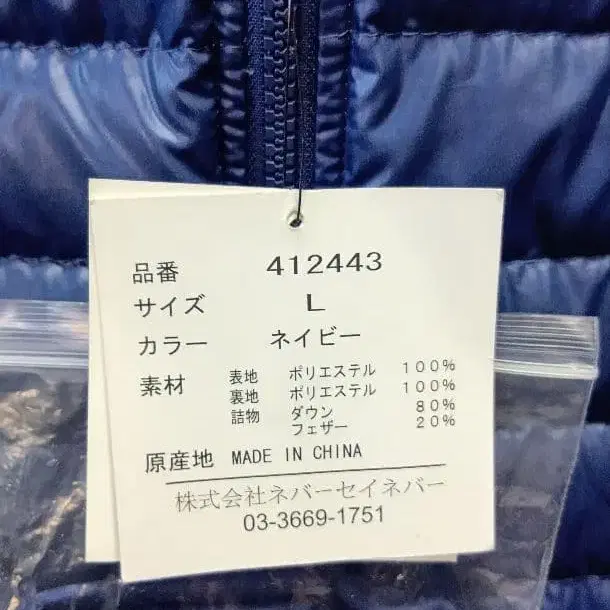 品番 412443
サイズ L
カラー ネイビー
素材 表地 ポリエステル 100%
裏地 ポリエステル 100%
詰物 ダウン 80%
フェザー 20%
原産地 MADE IN CHINA
株式会社ネバーセイネバー
03-3669-1751